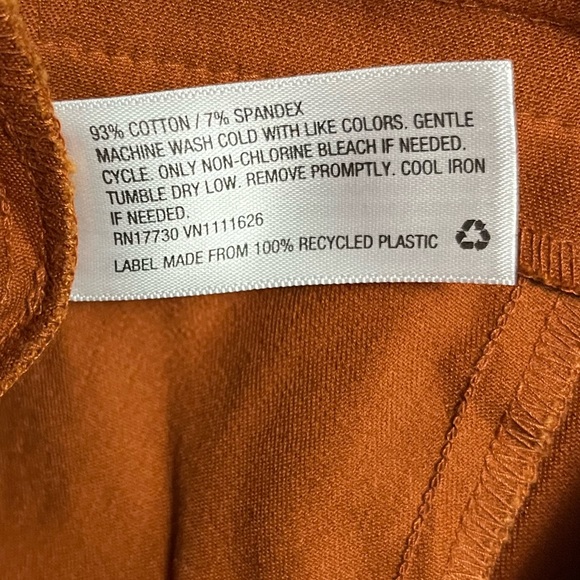 93% COTTON / 7% SPANDEX
MACHINE WASH COLD WITH LIKE COLORS. GENTLE
CYCLE. ONLY NON-CHLORINE BLEACH IF NEEDED.
TUMBLE DRY LOW. REMOVE PROMPTLY. COOL IRON
IF NEEDED.
RN17730 VN1111626
LABEL MADE FROM 100% RECYCLED PLASTIC